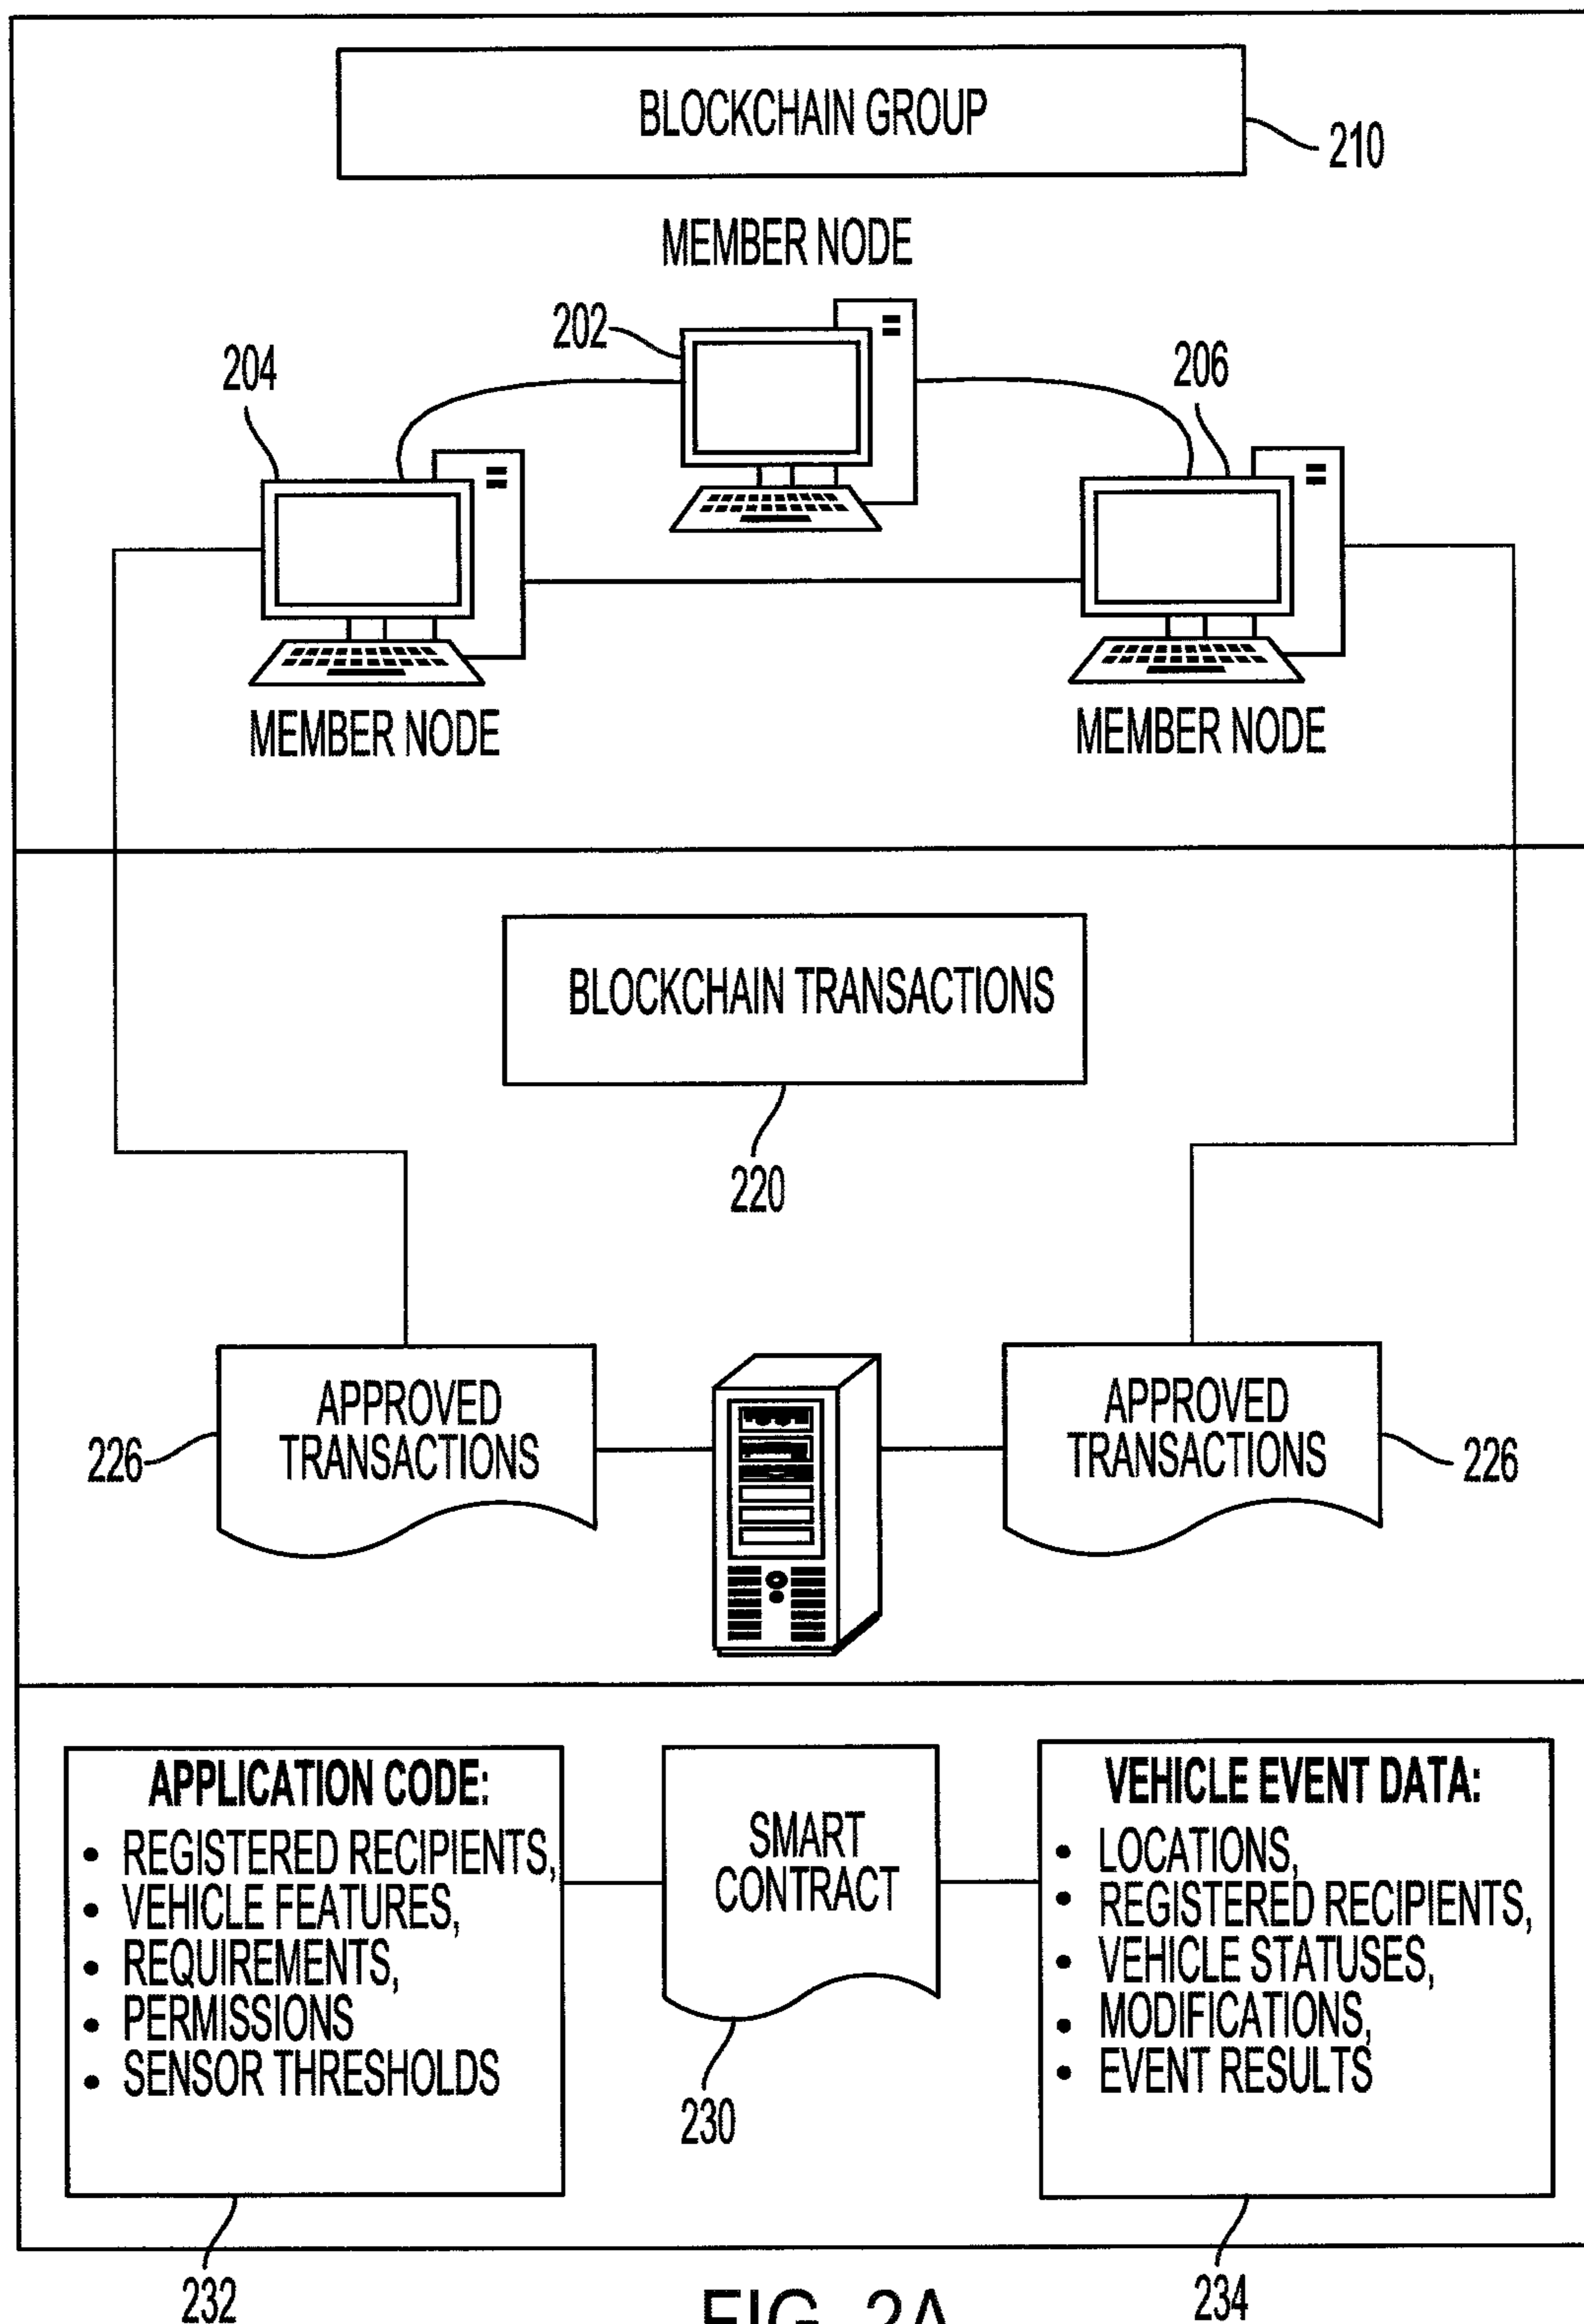 BLOCKCHAIN GROUP
210
MEMBER NODE
202
204
206
MEMBER NODE
MEMBER NODE
BLOCKCHAIN TRANSACTIONS
220
APPROVED
TRANSACTIONS
226
APPROVED
TRANSACTIONS
226
APPLICATION CODE:
• REGISTERED RECIPIENTS,
• VEHICLE FEATURES,
• REQUIREMENTS,
• PERMISSIONS
• SENSOR THRESHOLDS
232
SMART
CONTRACT
230
VEHICLE EVENT DATA:
• LOCATIONS,
• REGISTERED RECIPIENTS,
• VEHICLE STATUSES,
• MODIFICATIONS,
• EVENT RESULTS
234
FIG. 2A